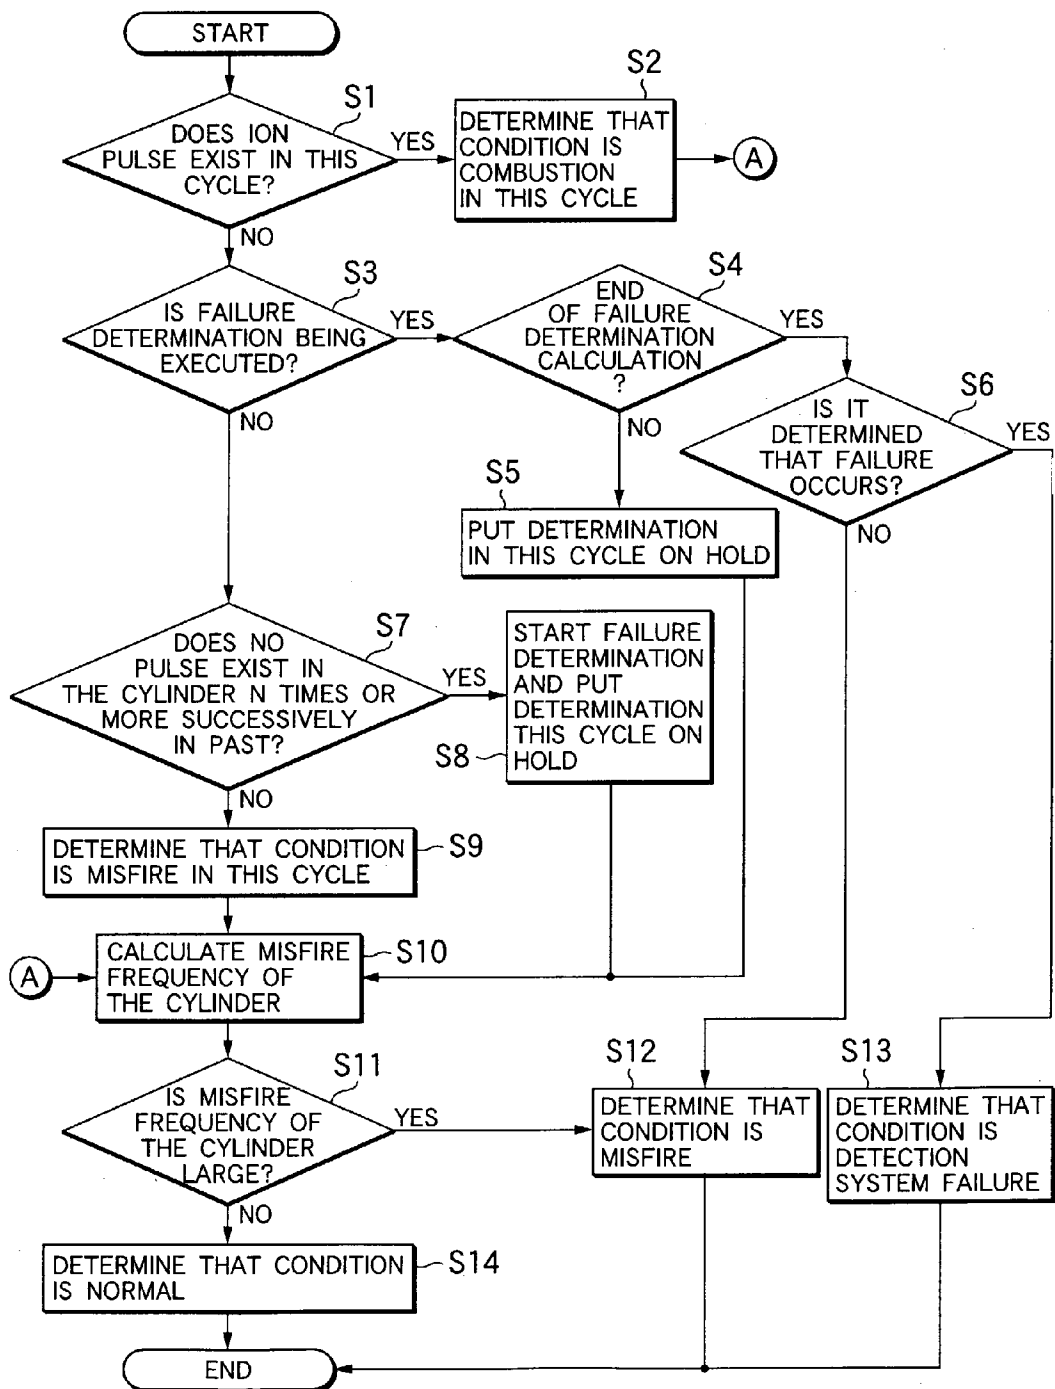 START
S1
DOES ION
PULSE EXIST IN THIS
CYCLE?
YES
NO
S2
DETERMINE THAT
CONDITION IS
COMBUSTION
IN THIS CYCLE
A
S3
IS FAILURE
DETERMINATION BEING
EXECUTED?
YES
NO
S4
END
OF FAILURE
DETERMINATION
CALCULATION
?
YES
NO
S6
IS IT
DETERMINED
THAT FAILURE
OCCURS?
YES
NO
S5
PUT DETERMINATION
IN THIS CYCLE ON HOLD
S7
DOES NO
PULSE EXIST IN
THE CYLINDER N TIMES OR
MORE SUCCESSIVELY
IN PAST?
YES
NO
START FAILURE
DETERMINATION
AND PUT
DETERMINATION
THIS CYCLE ON
HOLD
S8
DETERMINE THAT CONDITION
IS MISFIRE IN THIS CYCLE
S9
A
CALCULATE MISFIRE
FREQUENCY OF
THE CYLINDER
S10
S11
IS MISFIRE
FREQUENCY OF
THE CYLINDER
LARGE?
YES
NO
S12
DETERMINE THAT
CONDITION IS
MISFIRE
S13
DETERMINE THAT
CONDITION IS
DETECTION
SYSTEM FAILURE
DETERMINE THAT CONDITION
IS NORMAL
S14
END